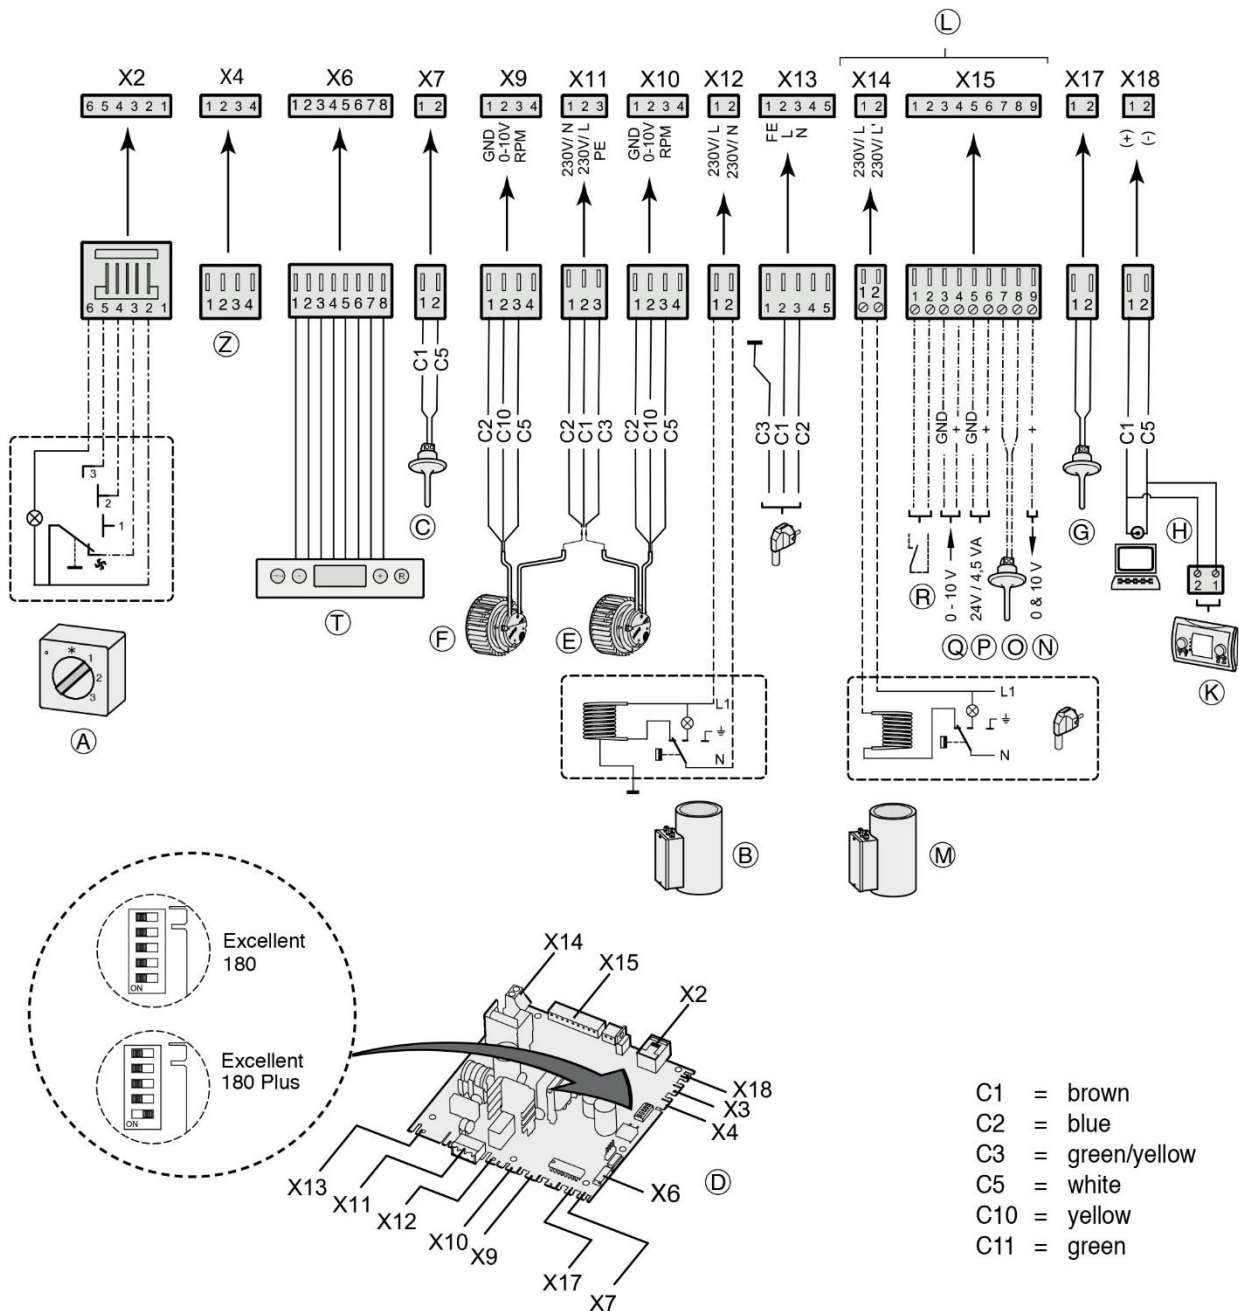 L
X2 X4 X6 X7 X9 X11 X10 X12 X13 X14 X15 X17 X18
6 5 4 3 2 1
1 2 3 4
1 2 3 4 5 6 7 8
1 2
1 2 3 4
1 2 3
1 2 3 4
1 2
1 2 3 4 5
1 2
1 2 3 4 5 6 7 8 9
1 2
1 2
GND
0-10V
RPM
230V/ N
230V/ L
PE
GND
0-10V
RPM
230V/ L
230V/ N
FE
L
N
230V/ L
230V/ L'
(+)
(-)
6 5 4 3 2 1
1 2 3 4
1 2 3 4 5 6 7 8
1 2
1 2 3 4
1 2 3
1 2 3 4
1 2
1 2 3 4 5
1 2
1 2 3 4 5 6 7 8 9
1 2
1 2
Z
C1 C5
C2 C10 C5
C2 C1 C3
C2 C10 C5
C3 C1 C2
GND
+
GND
+
+
C1 C5
3
2
1
C
G
H
2 1
R
0 - 10 V
24V / 4,5 VA
0 & 10 V
Q P O N
+ R
T
F
E
K
1
2
3
A
L1
N
L1
N
B
M
Excellent
180
ON
Excellent
180 Plus
ON
X14
X15
X2
X18
X3
X4
X6
D
X13
X11
X12
X10
X9
X17
X7
C1 = brown
C2 = blue
C3 = green/yellow
C5 = white
C10 = yellow
C11 = green